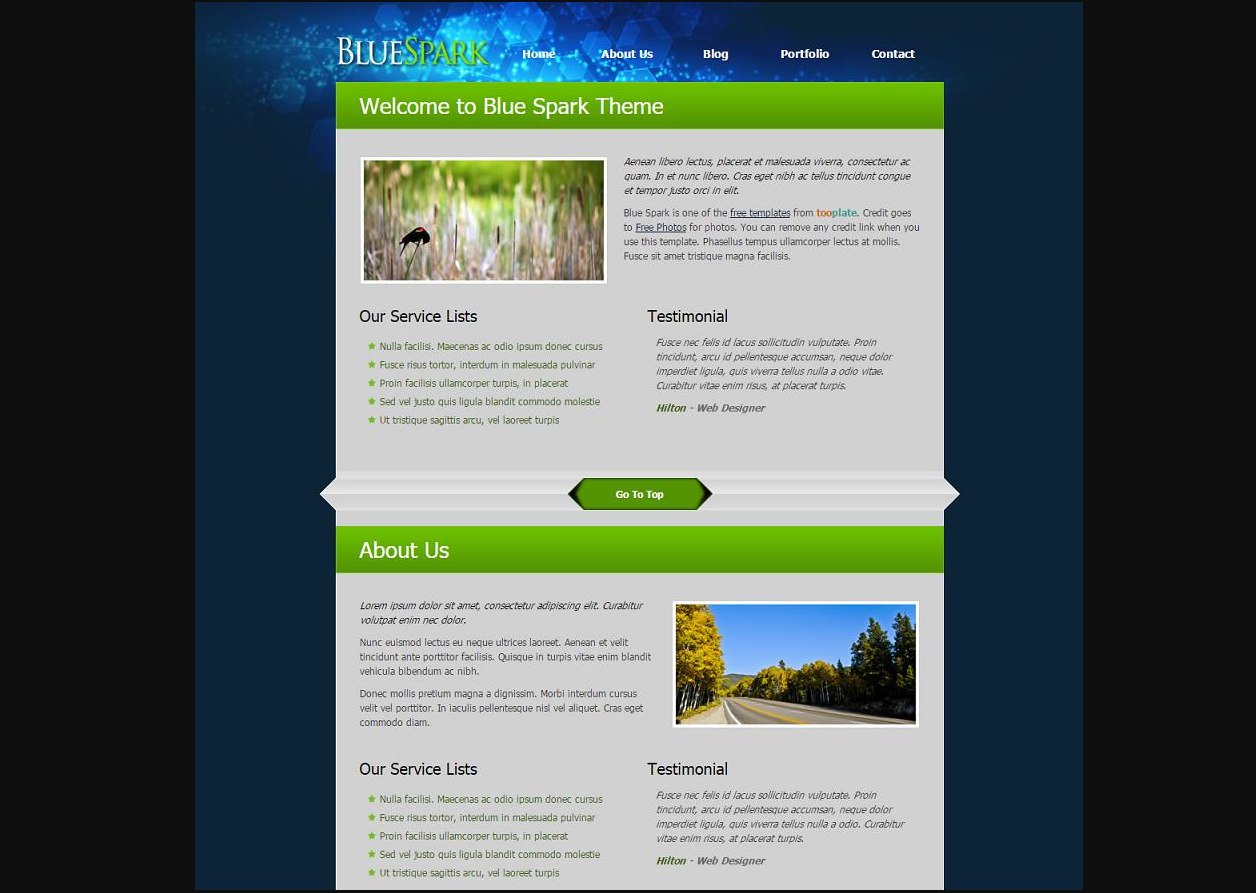 BLUESPARK
Home About Us Blog Portfolio Contact
Welcome to Blue Spark Theme
Aenean libero lectus, placerat et malesuada viverra, consectetur ac
quam. In et nunc libero. Cras eget nibh ac tellus tincidunt congue
et tempor justo orci in elit.
Blue Spark is one of the free templates from tooplate. Credit goes
to Free Photos for photos. You can remove any credit link when you
use this template. Phasellus tempus ullamcorper lectus at mollis.
Fusce sit amet tristique magna facilisis.
Our Service Lists
Nulla facilisi. Maecenas ac odio ipsum donec cursus
Fusce risus tortor, interdum in malesuada pulvinar
Proin facilisis ullamcorper turpis, in placerat
Sed vel justo quis ligula blandit commodo molestie
Ut tristique sagittis arcu, vel laoreet turpis
Testimonial
Fusce nec felis id lacus sollicitudin vulputate. Proin
tincidunt, arcu id pellentesque accumsan, neque dolor
imperdiet ligula, quis viverra tellus nulla a odio vitae.
Curabitur vitae enim risus, at placerat turpis.
Hilton - Web Designer
Go To Top
About Us
Lorem ipsum dolor sit amet, consectetur adipiscing elit. Curabitur
volutpat enim nec dolor.
Nunc euismod lectus eu neque ultrices laoreet. Aenean et velit
tincidunt ante porttitor facilisis. Quisque in turpis vitae enim blandit
vehicula bibendum ac nibh.
Donec mollis pretium magna a dignissim. Morbi interdum cursus
velit vel porttitor. In iaculis pellentesque nisl vel aliquet. Cras eget
commodo diam.
Our Service Lists
Nulla facilisi. Maecenas ac odio ipsum donec cursus
Fusce risus tortor, interdum in malesuada pulvinar
Proin facilisis ullamcorper turpis, in placerat
Sed vel justo quis ligula blandit commodo molestie
Ut tristique sagittis arcu, vel laoreet turpis
Testimonial
Fusce nec felis id lacus sollicitudin vulputate. Proin
tincidunt, arcu id pellentesque accumsan, neque dolor
imperdiet ligula, quis viverra tellus nulla a odio. Curabitur
vitae enim risus, at placerat turpis.
Hilton - Web Designer